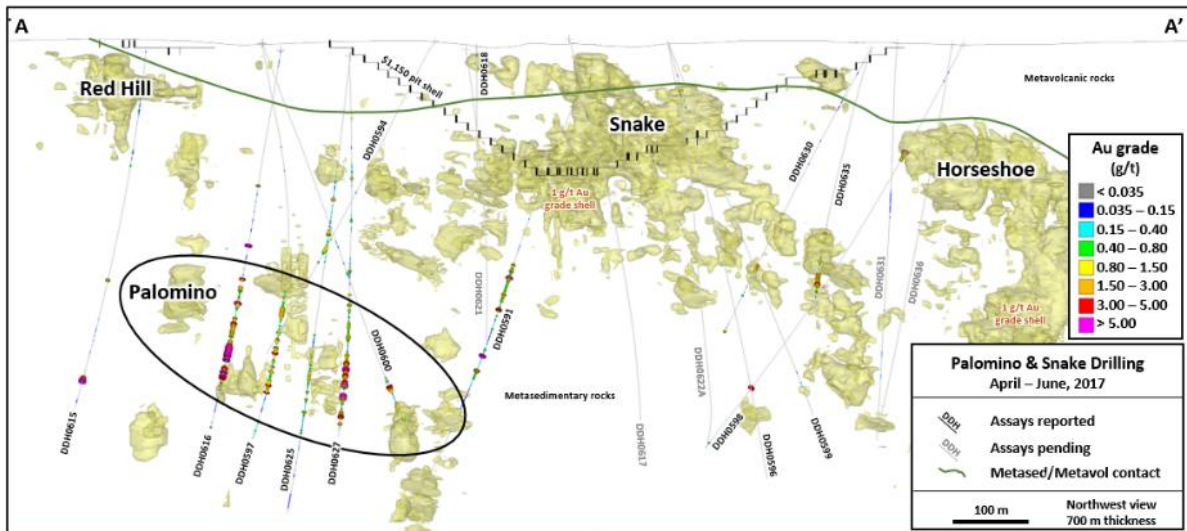 A
A'
DDH0618
$1,150 pit shell
Metavolcanic rocks
Red Hill
Snake
DDH0594
DDH0630
DDH0635
Horseshoe
1 g/t Au
grade shell
Au grade
(g/t)
< 0.035
0.035 – 0.15
0.15 – 0.40
0.40 – 0.80
0.80 – 1.50
1.50 – 3.00
3.00 – 5.00
> 5.00
Palomino
DDH0621
DDH0591
DDH0631
DDH0636
1 g/t Au
grade shell
DDH0600
DDH0622A
Metasedimentary rocks
DDH0615
DDH0616
DDH0597
DDH0625
DDH0627
DDH0617
DDH0598
DDH0596
DDH0599
Palomino & Snake Drilling
April – June, 2017
DDH Assays reported
DDH Assays pending
Metased/Metavol contact
100 m
Northwest view
700 m thickness